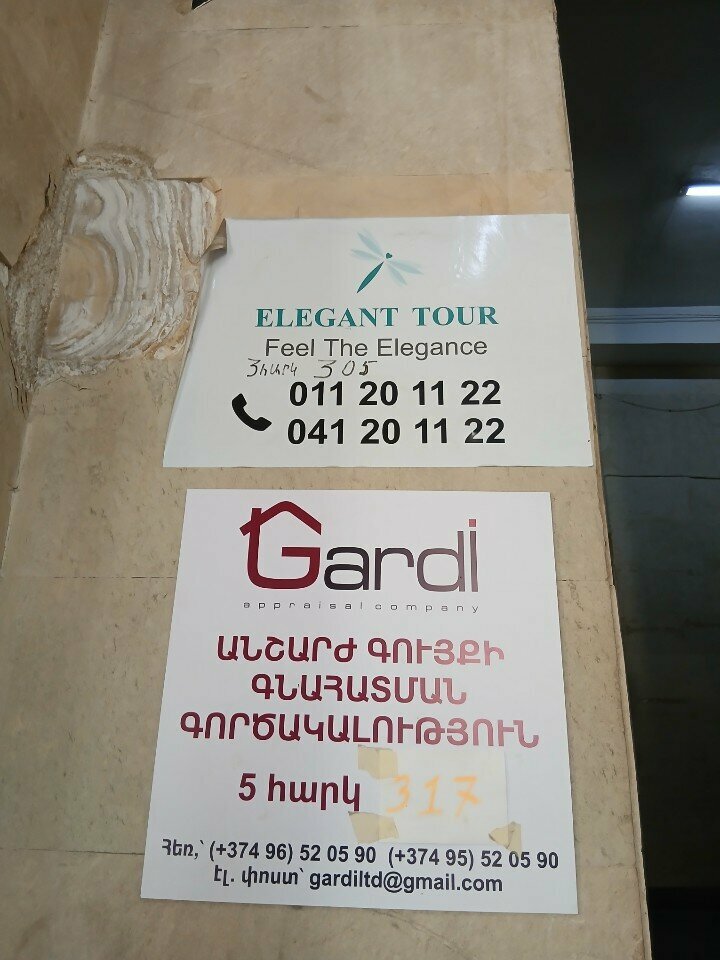 ELEGANT TOUR
Feel The Elegance
3հարկ 305
011 20 11 22
041 20 11 22
Gardi
appraisal company
ԱՆՇԱՐԺ ԳՈՒՅՔԻ
ԳՆԱՀԱՏՄԱՆ
ԳՈՐԾԱԿԱԼՈՒԹՅՈՒՆ
5 հարկ 317
Հեռ,՝ (+374 96) 52 05 90 (+374 95) 52 05 90
Էլ. փոստ՝ gardiltd@gmail.com